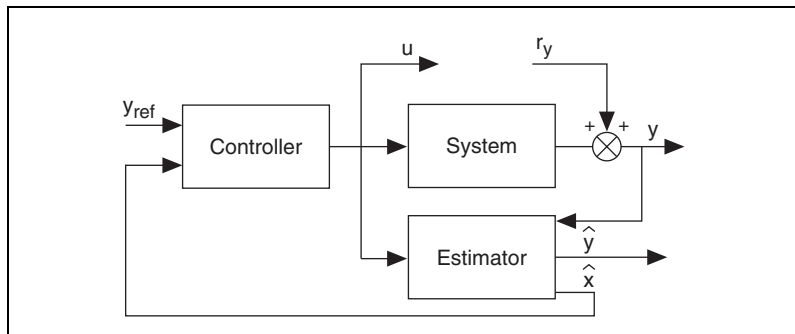 u
r_y
y_ref
Controller
System
+ +
y
Estimator
ŷ
x̂